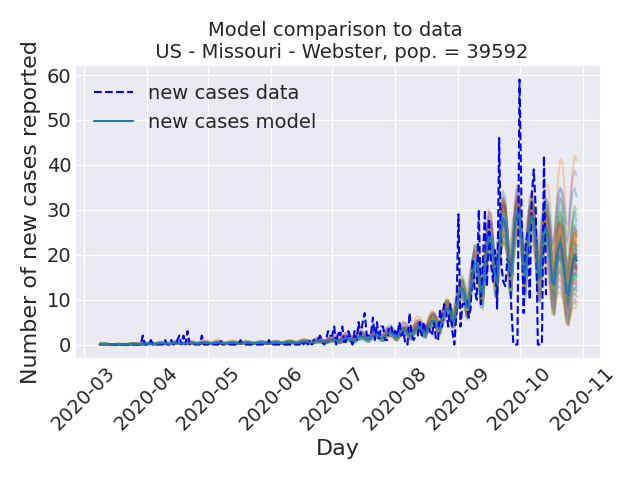 Model comparison to data
US - Missouri - Webster, pop. = 39592
new cases data
new cases model
Number of new cases reported
60
50
40
30
20
10
0
2020-03
2020-04
2020-05
2020-06
2020-07
2020-08
2020-09
2020-10
2020-11
Day